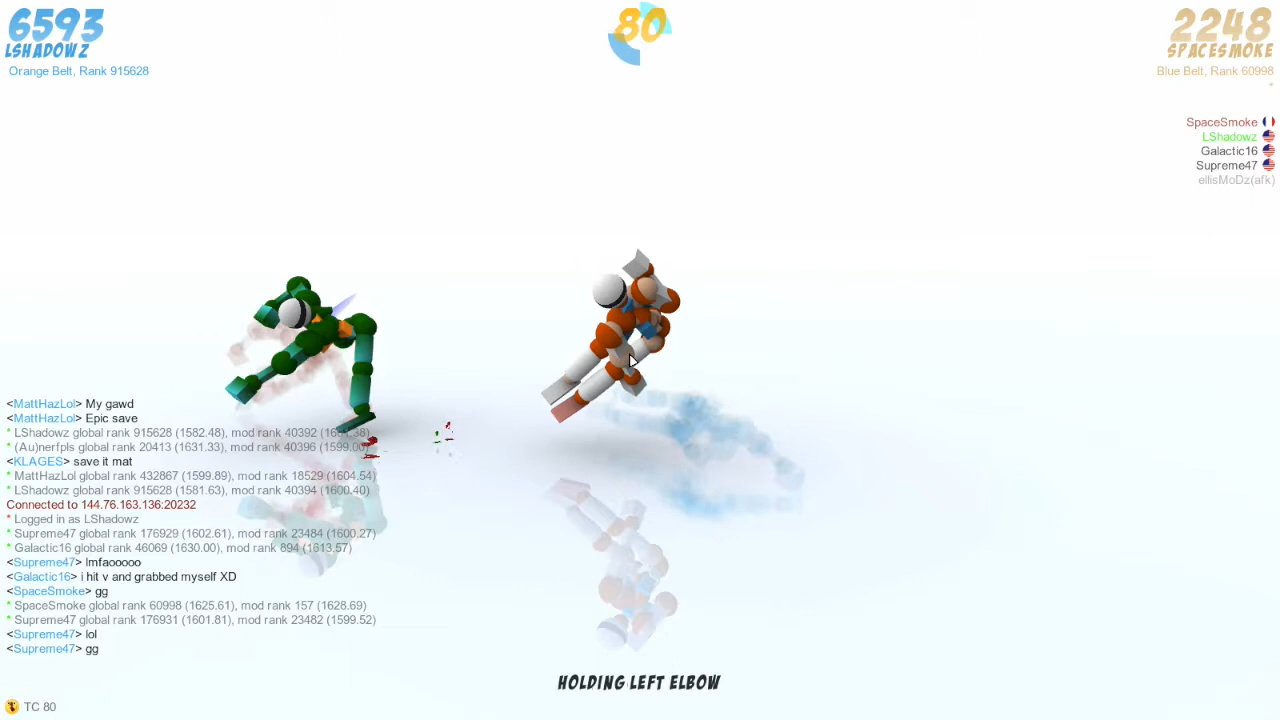 6593
LSHADOWZ
Orange Belt, Rank 915628
80
2248
SPACESMOKE
Blue Belt, Rank 60998
*
SpaceSmoke
LShadowz
Galactic16
Supreme47
ellisMoDz(afk)
<MattHazLol> My gawd
<MattHazLol> Epic save
* LShadowz global rank 915628 (1582.48), mod rank 40392
* (Au)nerfpls global rank 20413 (1631.33), mod rank 40396 (1599.00)
<KLAGES> save it mat
* MattHazLol global rank 432867 (1599.89), mod rank 18529 (1604.54)
* LShadowz global rank 915628 (1581.63), mod rank 40394 (1600.40)
Connected to 144.76.163.136:20232
* Logged in as LShadowz
* Supreme47 global rank 176929 (1602.61), mod rank 23484 (1600.27)
* Galactic16 global rank 46069 (1630.00), mod rank 894 (1613.57)
<Supreme47> lmfaooooo
<Galactic16> i hit v and grabbed myself XD
<SpaceSmoke> gg
* SpaceSmoke global rank 60998 (1625.61), mod rank 157 (1628.69)
* Supreme47 global rank 176931 (1601.81), mod rank 23482 (1599.52)
<Supreme47> lol
<Supreme47> gg
HOLDING LEFT ELBOW
TC 80